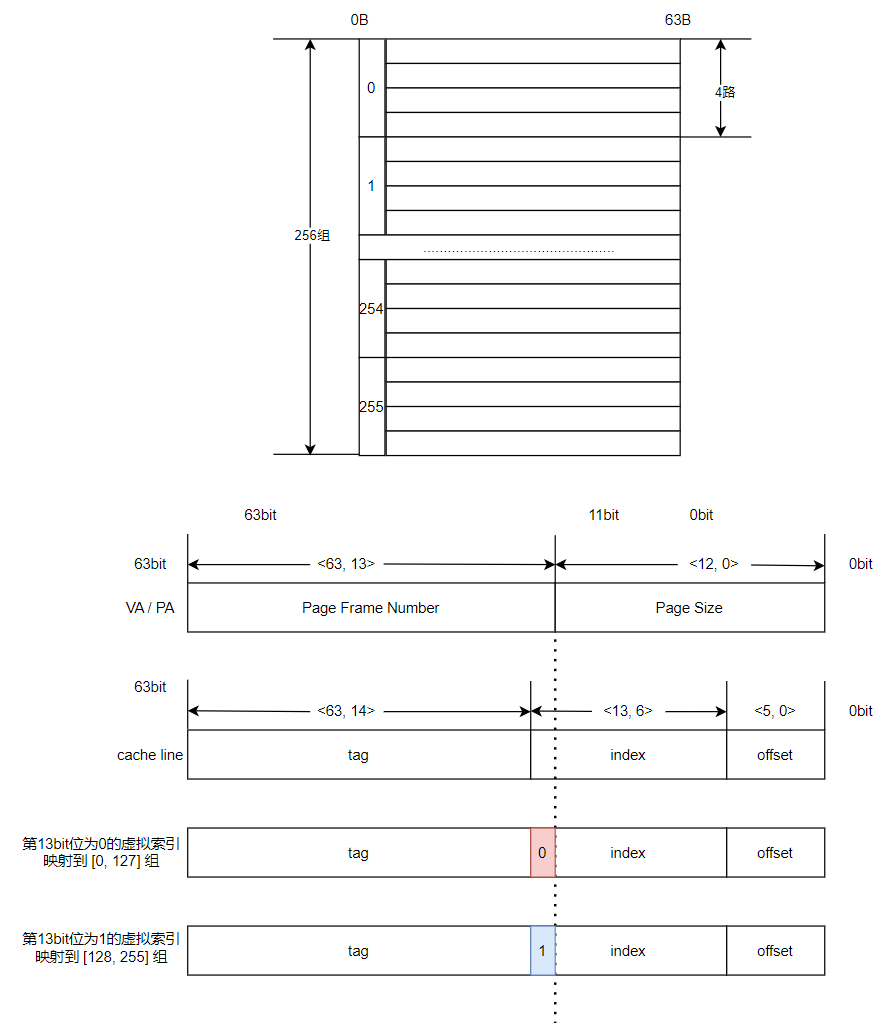 0B
63B
0
4路
1
256组
254
255
63bit
11bit
0bit
63bit
<63, 13>
<12, 0>
0bit
VA / PA
Page Frame Number
Page Size
63bit
<63, 14>
<13, 6>
<5, 0>
0bit
cache line
tag
index
offset
第13bit位为0的虚拟索引
映射到 [0, 127] 组
tag
0
index
offset
第13bit位为1的虚拟索引
映射到 [128, 255] 组
tag
1
index
offset